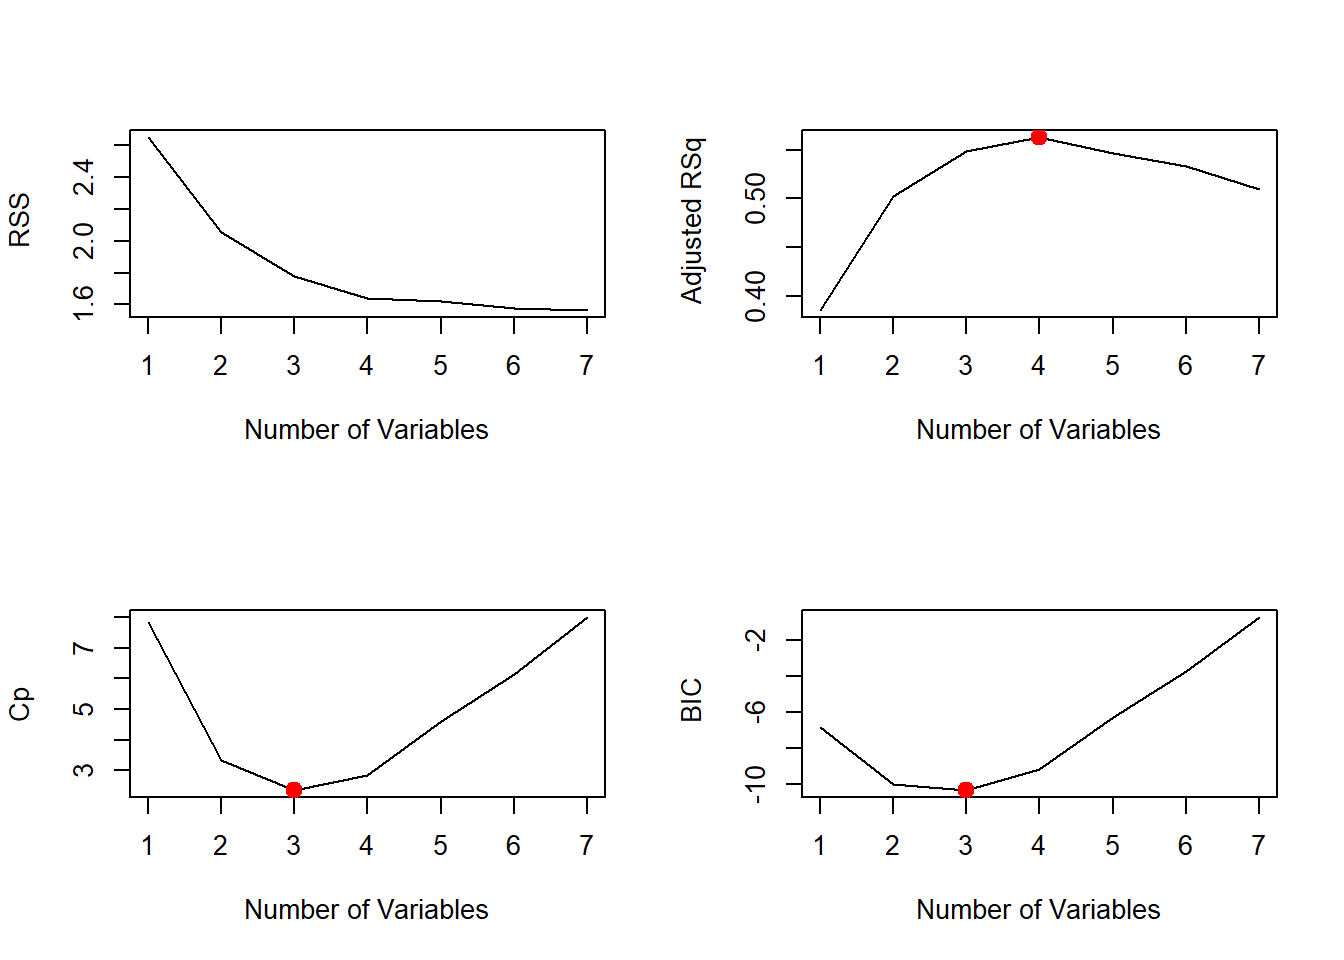 RSS
2.4
2.0
1.6
1 2 3 4 5 6 7
Number of Variables
Adjusted RSq
0.50
0.40
1 2 3 4 5 6 7
Number of Variables
Cp
7
5
3
1 2 3 4 5 6 7
Number of Variables
BIC
-2
-6
-10
1 2 3 4 5 6 7
Number of Variables